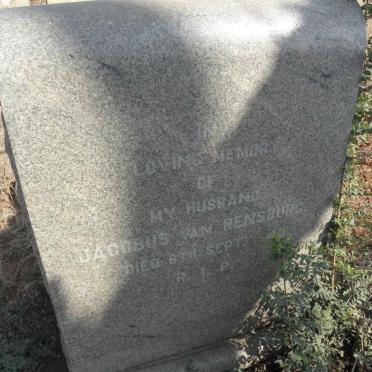 IN
LOVING MEMORY
OF
MY HUSBAND
JACOBUS VAN RENSBURG
DIED 6TH SEPT.
R. I. P.